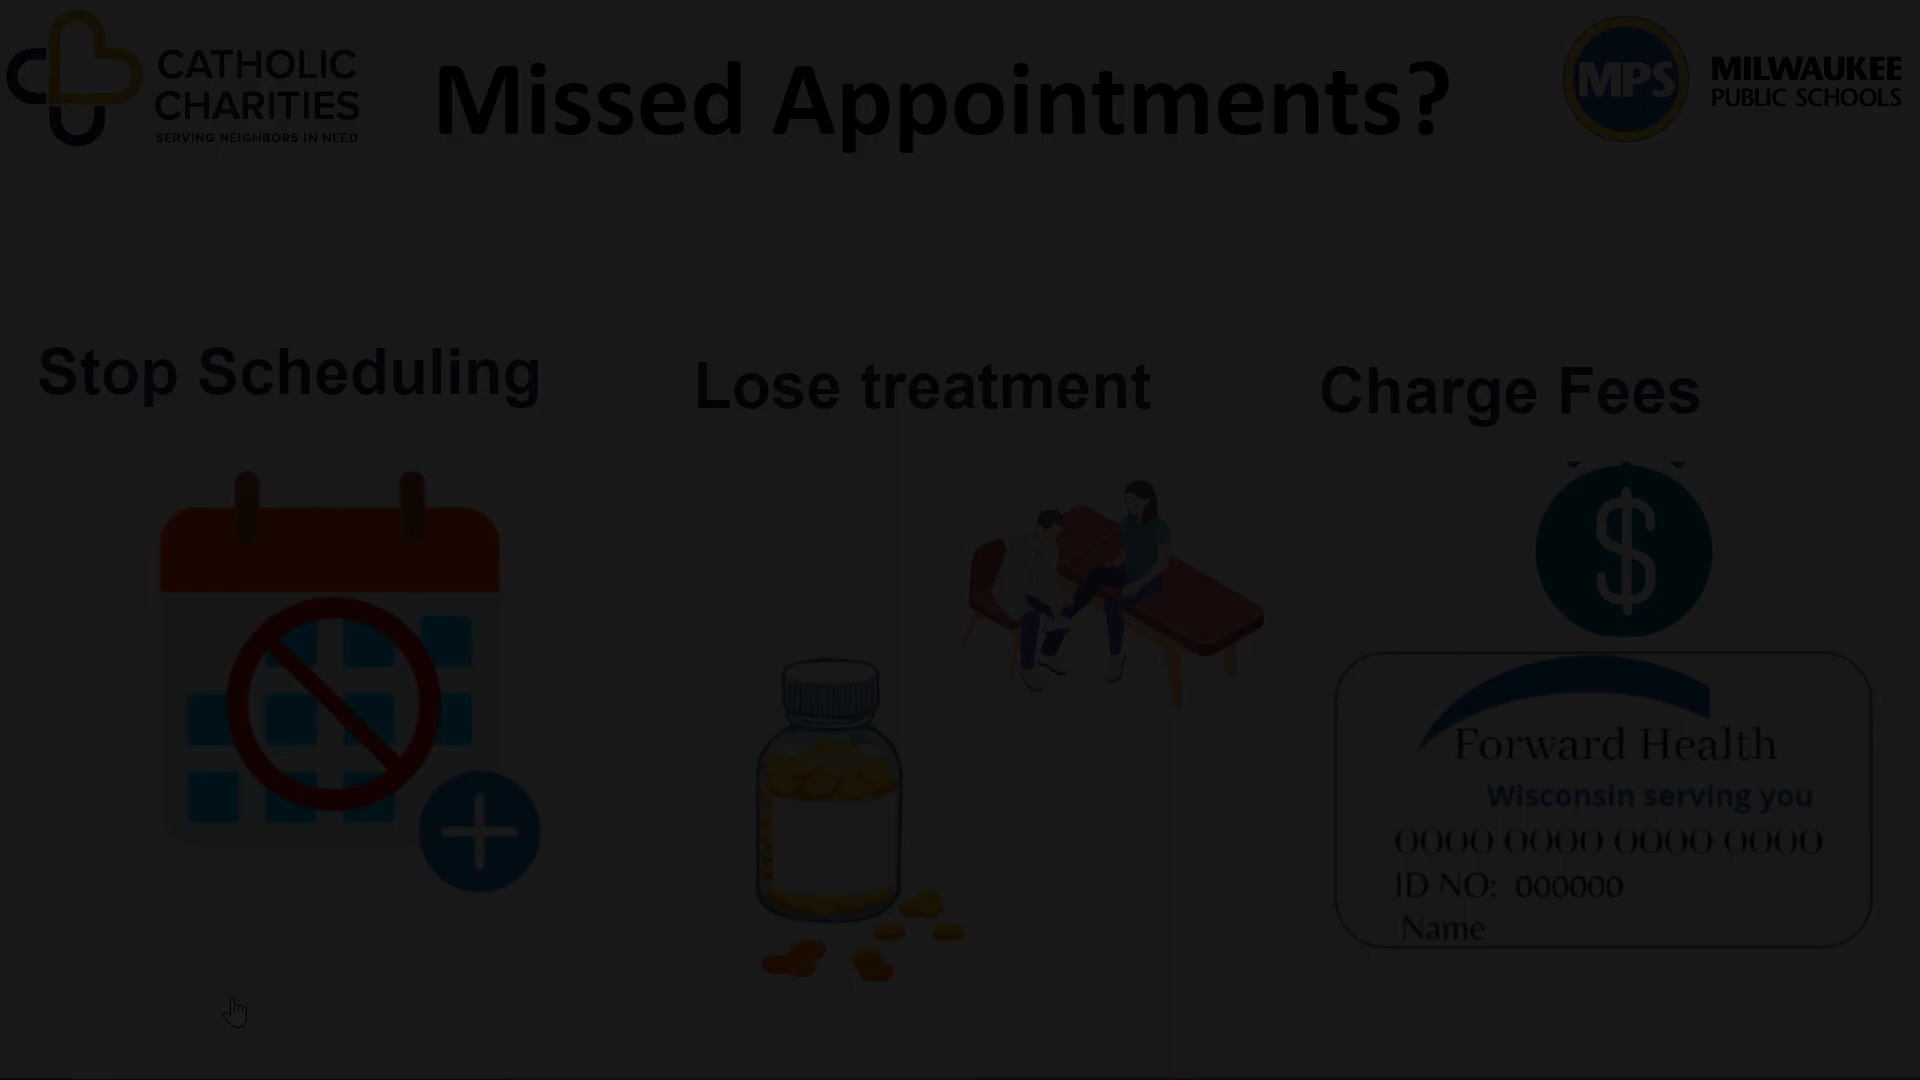 CATHOLIC
CHARITIES
SERVING NEIGHBORS IN NEED
Missed Appointments?
MPS
MILWAUKEE
PUBLIC SCHOOLS
Stop Scheduling
Lose treatment
Charge Fees
$
Forward Health
Wisconsin serving you
0000 0000 0000 0000
ID NO: 000000
Name